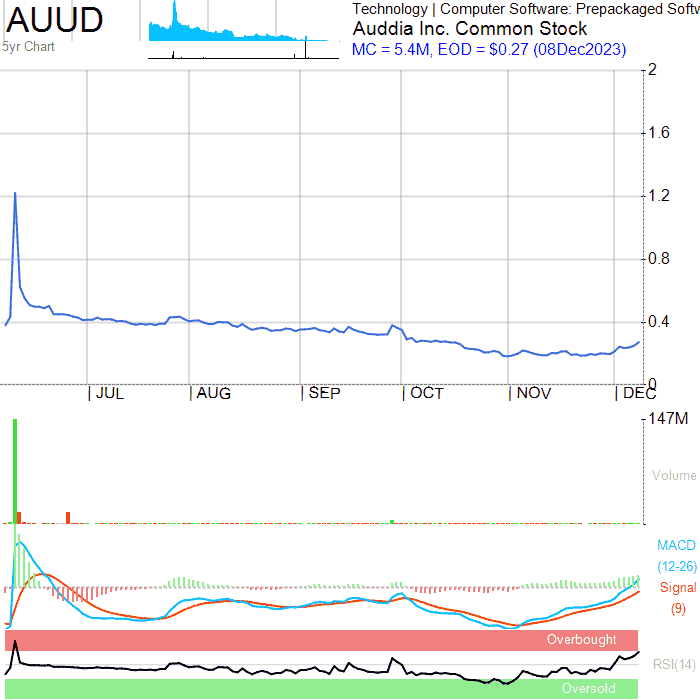 AUUD
5yr Chart
Technology | Computer Software: Prepackaged Softw
Auddia Inc. Common Stock
MC = 5.4M, EOD = $0.27 (08Dec2023)
2
1.6
1.2
0.8
0.4
0
JUL AUG SEP OCT NOV DEC
147M
Volume
MACD
(12-26)
Signal
(9)
Overbought
RSI(14)
Oversold